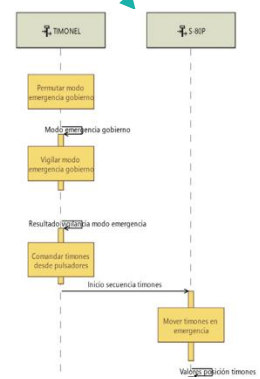 TIMONEL
S-80P
Permutar modo
emergencia gobierno
Modo emergencia gobierno
Vigilar modo
emergencia gobierno
Resultado vigilancia modo emergencia
Comandar timones
desde pulsadores
Inicio secuencia timones
Mover timones en
emergencia
Valores posición timones